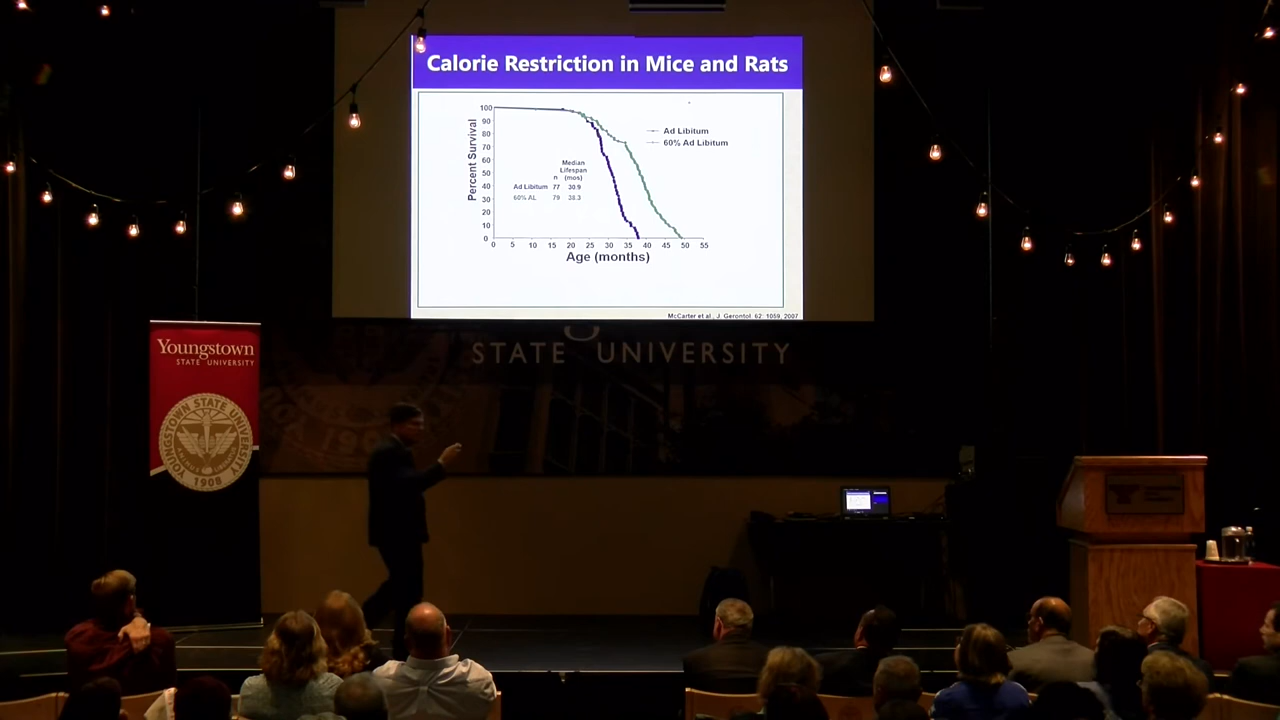 Calorie Restriction in Mice and Rats
100
90
80
70
60
50
40
30
20
10
0
Percent Survival
Ad Libitum
60% Ad Libitum
Median
Lifespan
n (mos)
Ad Libitum 77 30.9
60% AL 79 38.3
0 5 10 15 20 25 30 35 40 45 50 55
Age (months)
McCarter et al., J. Gerontol. 62: 1059, 2007
STATE UNIVERSITY
Youngstown
STATE UNIVERSITY
YOUNGSTOWN STATE UNIVERSITY
1908